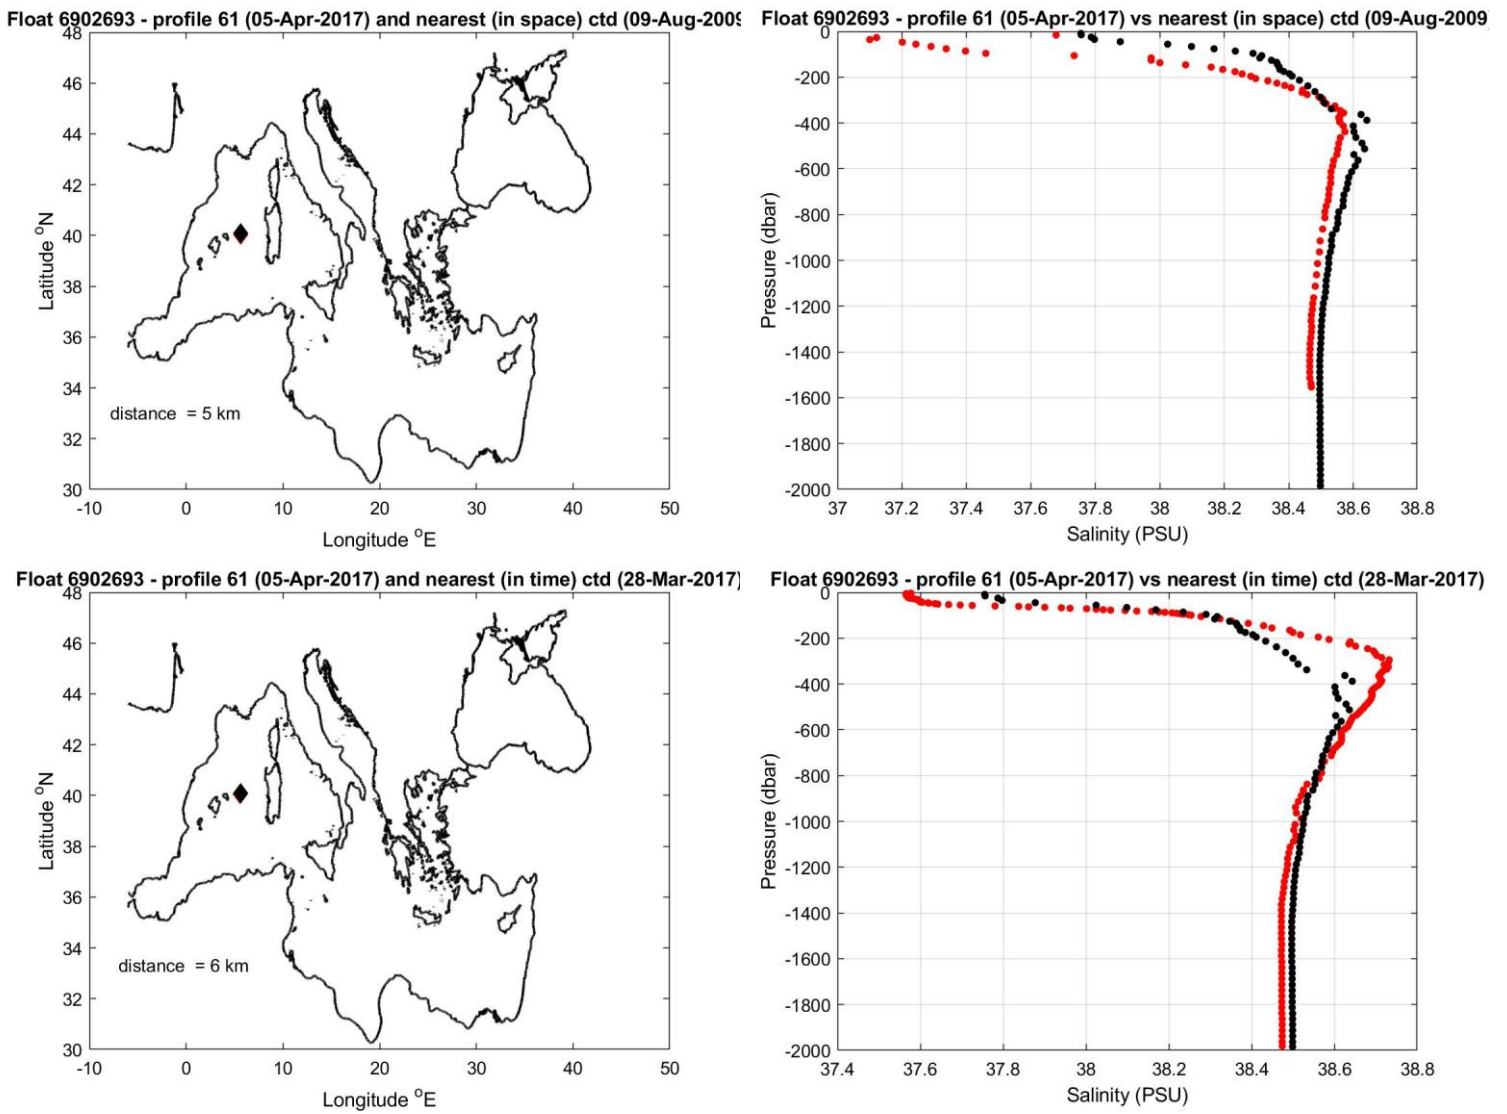 Float 6902693 - profile 61 (05-Apr-2017) and nearest (in space) ctd (09-Aug-2009
48
46
44
42
40
38
36
34
32
30
Latitude °N
distance = 5 km
-10 0 10 20 30 40 50
Longitude °E
Float 6902693 - profile 61 (05-Apr-2017) vs nearest (in space) ctd (09-Aug-2009)
0
-200
-400
-600
-800
-1000
-1200
-1400
-1600
-1800
-2000
Pressure (dbar)
37 37.2 37.4 37.6 37.8 38 38.2 38.4 38.6 38.8
Salinity (PSU)
Float 6902693 - profile 61 (05-Apr-2017) and nearest (in time) ctd (28-Mar-2017)
48
46
44
42
40
38
36
34
32
30
Latitude °N
distance = 6 km
-10 0 10 20 30 40 50
Longitude °E
Float 6902693 - profile 61 (05-Apr-2017) vs nearest (in time) ctd (28-Mar-2017)
0
-200
-400
-600
-800
-1000
-1200
-1400
-1600
-1800
-2000
Pressure (dbar)
37.4 37.6 37.8 38 38.2 38.4 38.6 38.8
Salinity (PSU)